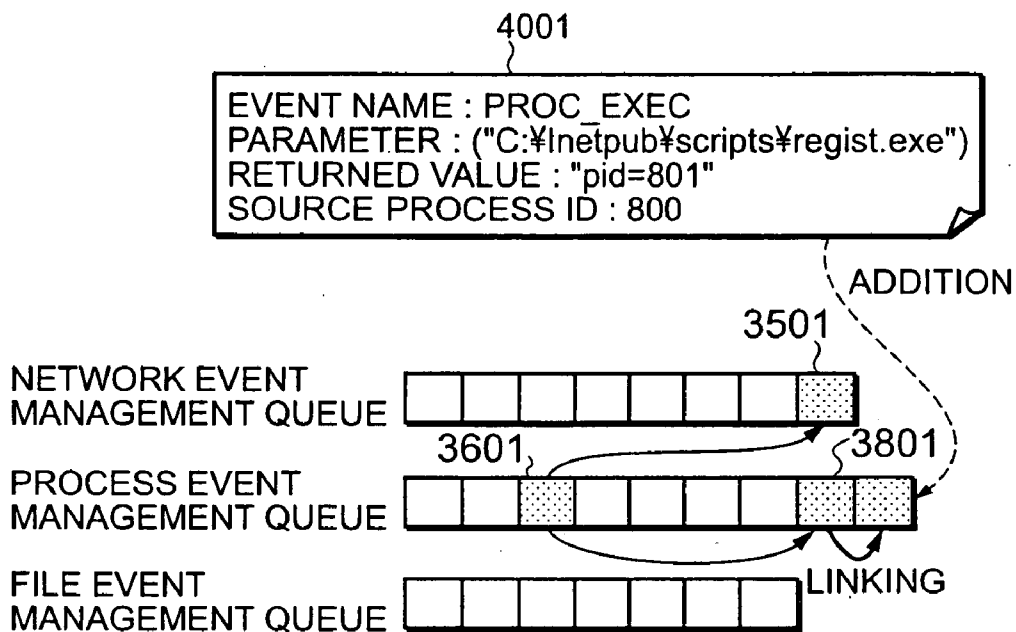 4001
EVENT NAME : PROC_EXEC
PARAMETER : ("C:¥Inetpub¥scripts¥regist.exe")
RETURNED VALUE : "pid=801"
SOURCE PROCESS ID : 800
ADDITION
3501
NETWORK EVENT
MANAGEMENT QUEUE
3601
3801
PROCESS EVENT
MANAGEMENT QUEUE
LINKING
FILE EVENT
MANAGEMENT QUEUE